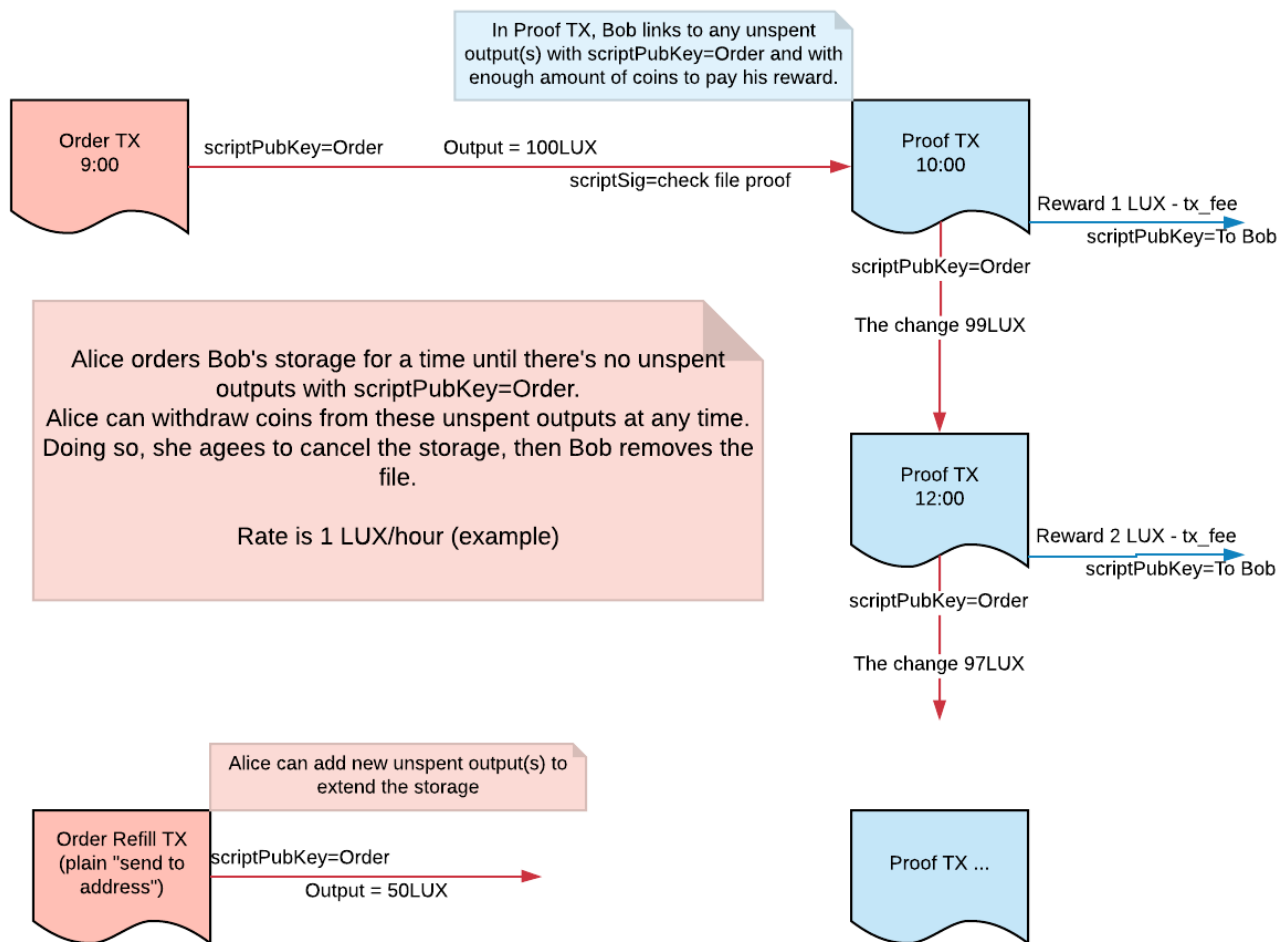 In Proof TX, Bob links to any unspent
output(s) with scriptPubKey=Order and with
enough amount of coins to pay his reward.
Order TX
9:00
scriptPubKey=Order
Output = 100LUX
scriptSig=check file proof
Proof TX
10:00
Reward 1 LUX - tx_fee
scriptPubKey=To Bob
scriptPubKey=Order
The change 99LUX
Alice orders Bob's storage for a time until there's no unspent
outputs with scriptPubKey=Order.
Alice can withdraw coins from these unspent outputs at any time.
Doing so, she agees to cancel the storage, then Bob removes the
file.
Rate is 1 LUX/hour (example)
Proof TX
12:00
Reward 2 LUX - tx_fee
scriptPubKey=To Bob
scriptPubKey=Order
The change 97LUX
Alice can add new unspent output(s) to
extend the storage
Order Refill TX
(plain "send to
address")
scriptPubKey=Order
Output = 50LUX
Proof TX ...